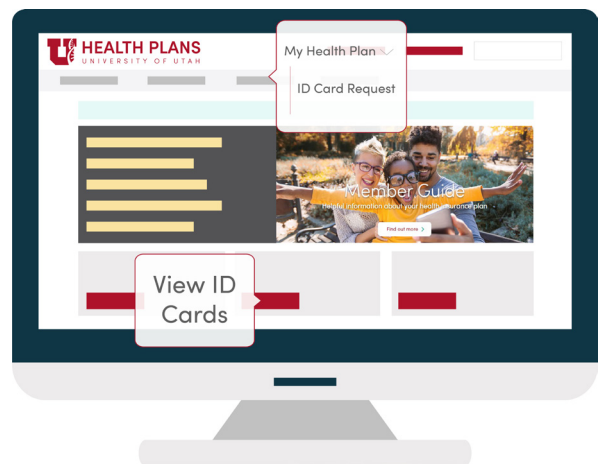 HEALTH PLANS
UNIVERSITY OF UTAH
My Health Plan
ID Card Request
Member Guide
Helpful information about your health insurance plan
Find out more
View ID
Cards